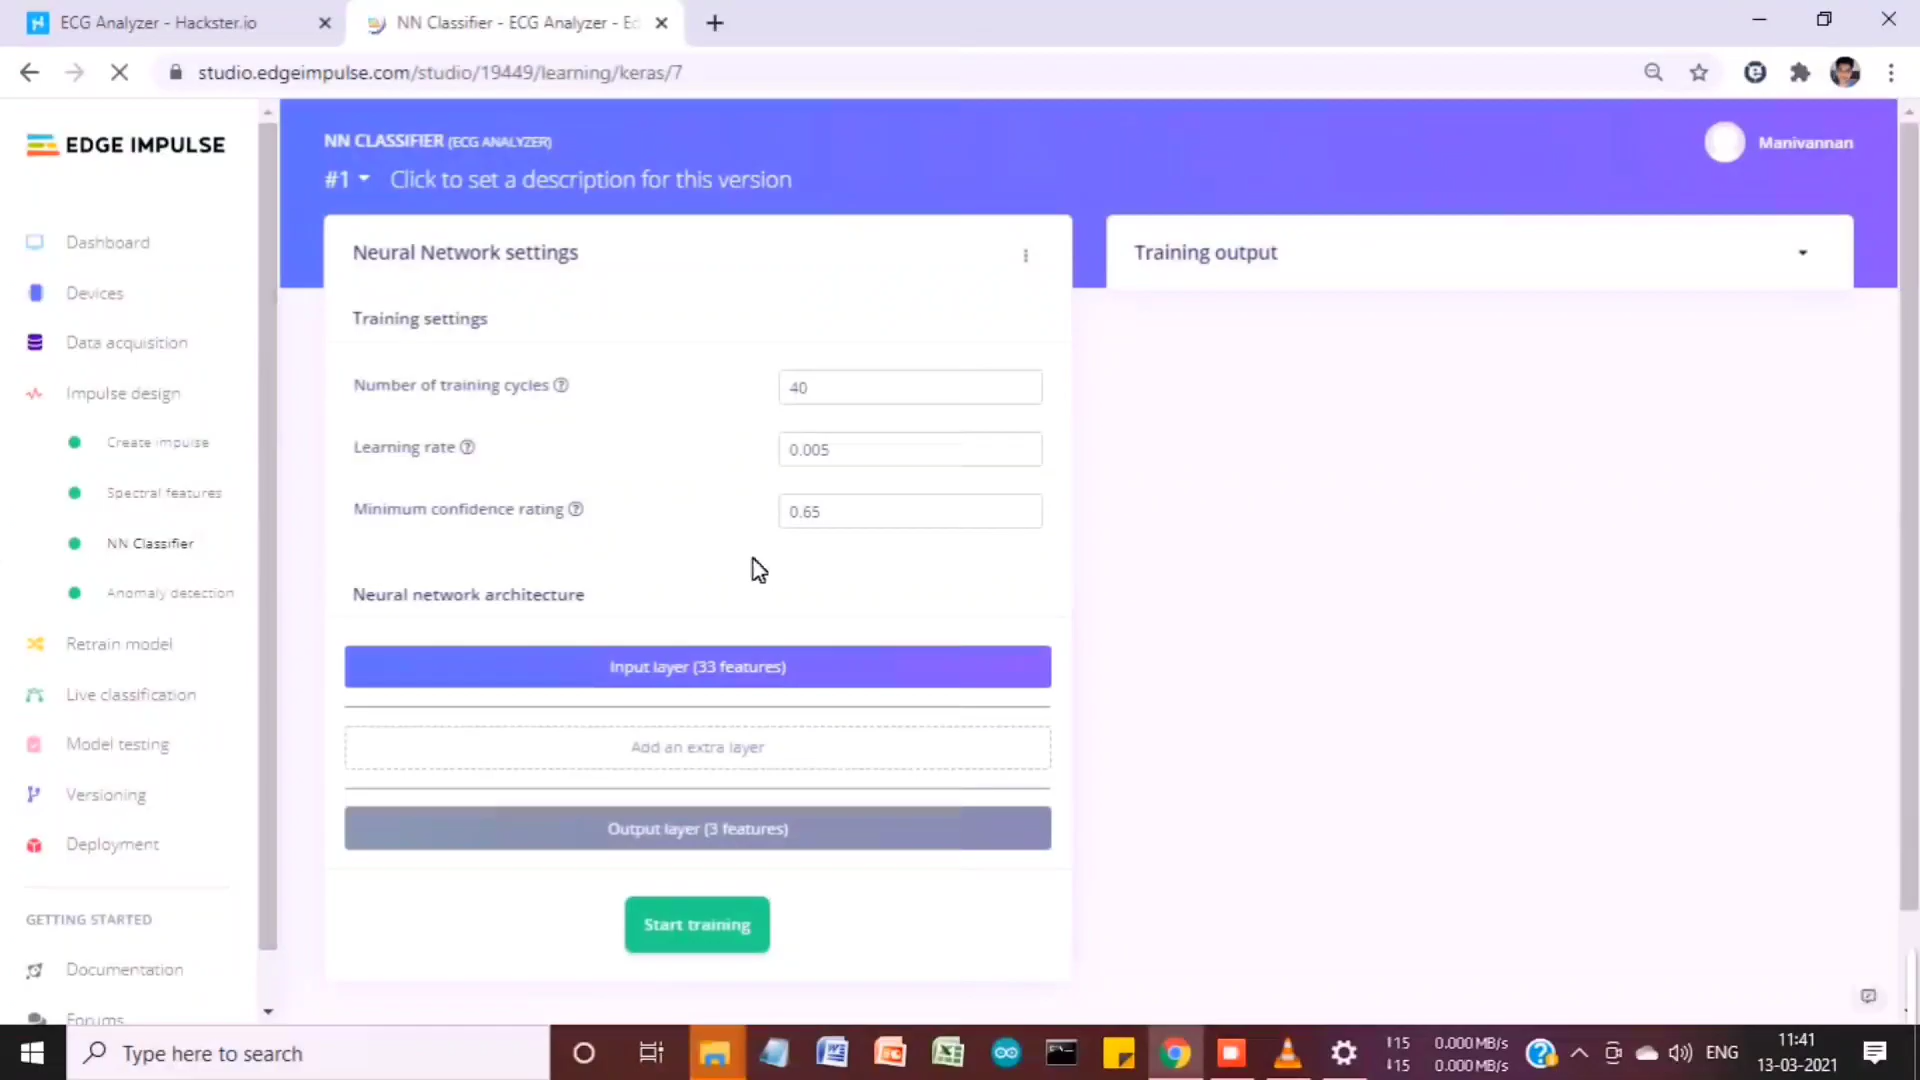 ECG Analyzer - Hackster.io
NN Classifier - ECG Analyzer - Ed
studio.edgeimpulse.com/studio/19449/learning/keras/7
EDGE IMPULSE
NN CLASSIFIER (ECG ANALYZER)
#1 Click to set a description for this version
Manivannan
Dashboard
Devices
Data acquisition
Impulse design
Create impulse
Spectral features
NN Classifier
Anomaly detection
Retrain model
Live classification
Model testing
Versioning
Deployment
GETTING STARTED
Documentation
Forums
Neural Network settings
Training settings
Number of training cycles 40
Learning rate 0.005
Minimum confidence rating 0.65
Neural network architecture
Input layer (33 features)
Add an extra layer
Output layer (3 features)
Start training
Training output
Type here to search
↑15 0.000 MB/s
↓15 0.000 MB/s
ENG
11:41
13-03-2021